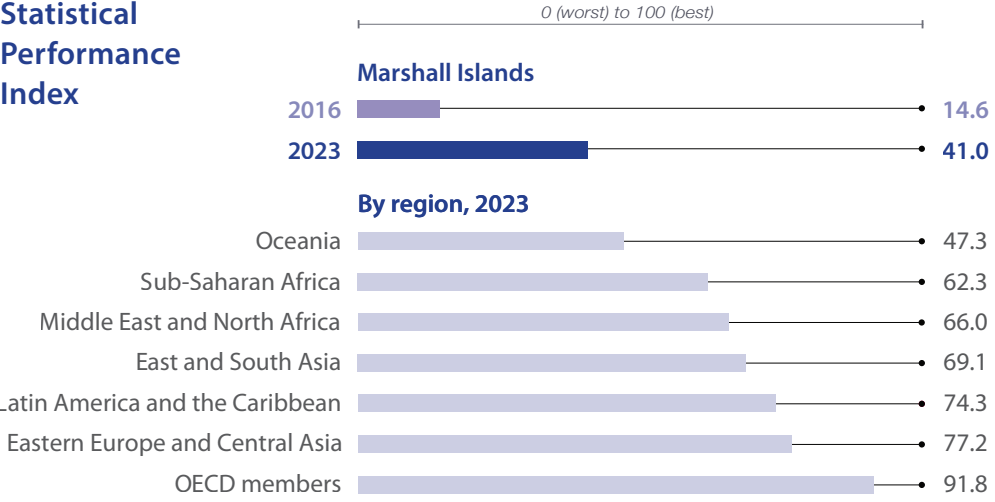 Statistical
Performance
Index
0 (worst) to 100 (best)
Marshall Islands
2016 14.6
2023 41.0
By region, 2023
Oceania 47.3
Sub-Saharan Africa 62.3
Middle East and North Africa 66.0
East and South Asia 69.1
Latin America and the Caribbean 74.3
Eastern Europe and Central Asia 77.2
OECD members 91.8